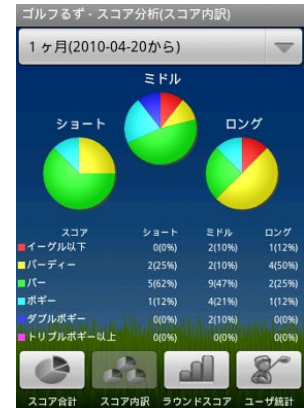 ゴルフるず - スコア分析(スコア内訳)
1 ヶ月(2010-04-20から)
ミドル
ショート ロング
スコア ショート ミドル ロング
イーグル以下 0(0%) 2(10%) 1(12%)
バーディー 2(25%) 2(10%) 4(50%)
パー 5(62%) 9(47%) 2(25%)
ボギー 1(12%) 4(21%) 1(12%)
ダブルボギー 0(0%) 2(10%) 0(0%)
トリプルボギー以上 0(0%) 0(0%) 0(0%)
スコア合計 スコア内訳 ラウンドスコア ユーザ統計